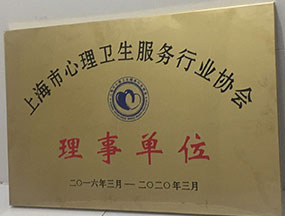 上海市心理卫生服务行业协会
理事单位
二〇一六年三月—二〇二〇年三月